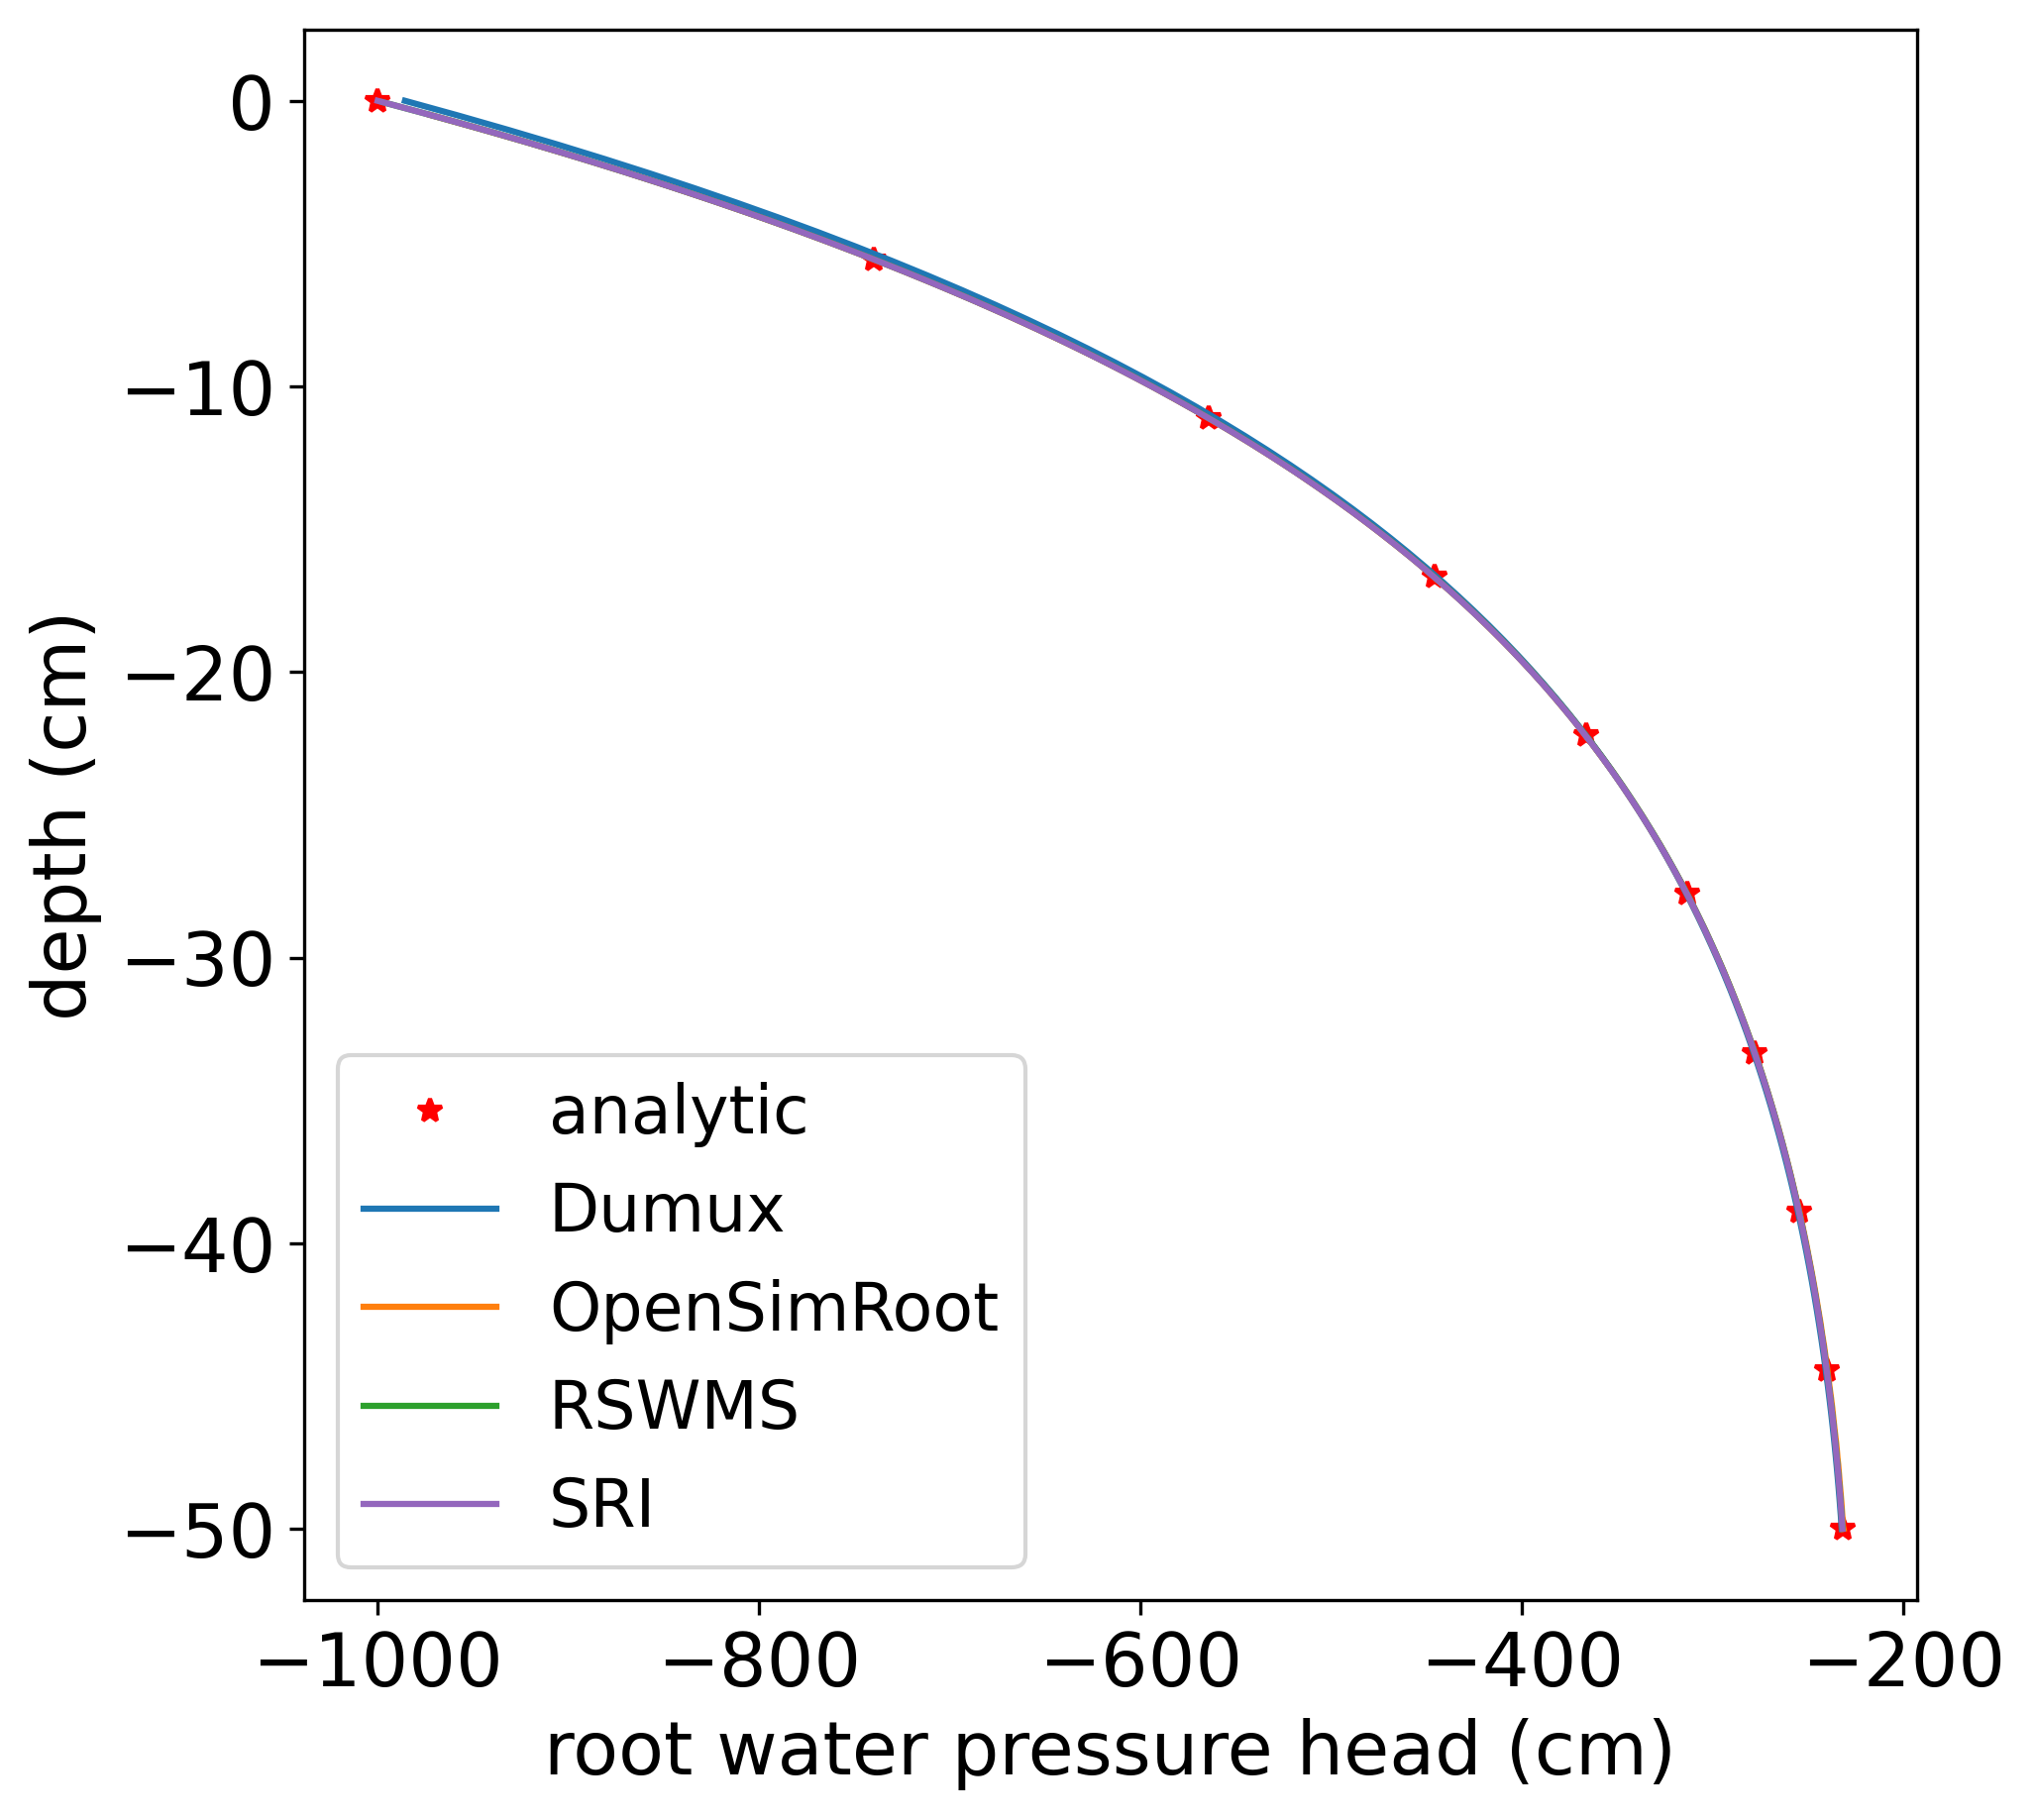 0
−10
−20
−30
−40
−50
depth (cm)
analytic
Dumux
OpenSimRoot
RSWMS
SRI
−1000 −800 −600 −400 −200
root water pressure head (cm)